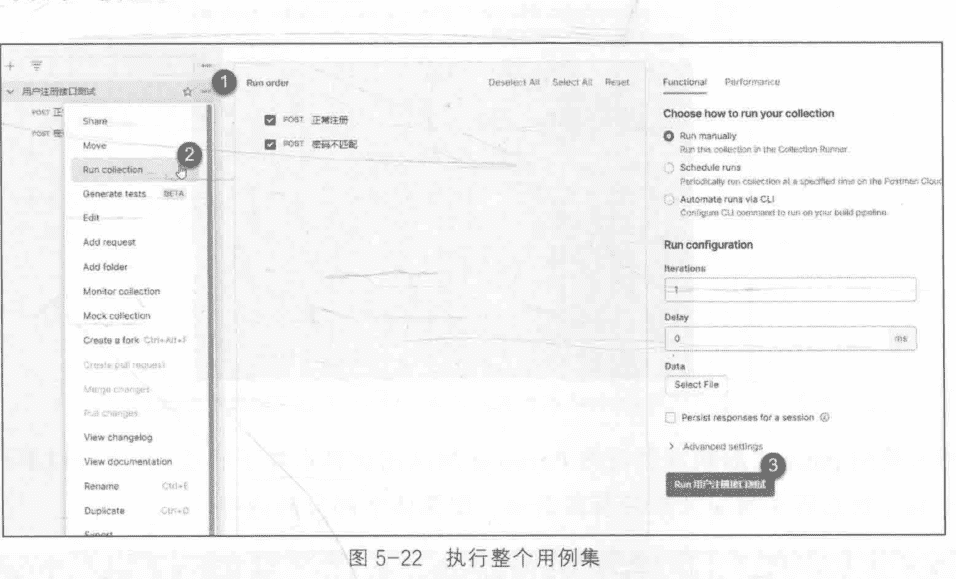 用户注册接口测试
POST 正
POST 密
Share
Move
Run collection
Generate tests BETA
Edit
Add request
Add folder
Monitor collection
Mock collection
Create a fork Ctrl+Alt+F
Create pull request
Merge changes
Pull changes
View changelog
View documentation
Rename Ctrl+E
Duplicate Ctrl+D
Export
1
2
Run order
Deselect All Select All Reset
POST 正常注册
POST 密码不匹配
Functional Performance
Choose how to run your collection
Run manually
Run this collection in the Collection Runner.
Schedule runs
Periodically run collection at a specified time on the Postman Cloud
Automate runs via CLI
Configure CLI command to run on your build pipeline.
Run configuration
Iterations
1
Delay
0 ms
Data
Select File
Persist responses for a session
Advanced settings
3
Run 用户注册接口测试
图 5-22 执行整个用例集